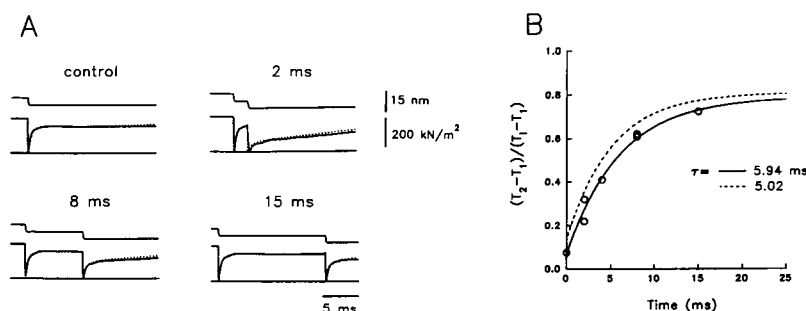 A
control
2 ms
15 nm
200 kN/m²
8 ms
15 ms
5 ms
B
(T₂−T₁)/(Tᵢ−T₁)
1.0
0.8
0.6
0.4
0.2
0.0
τ= —— 5.94 ms
----- 5.02
0 5 10 15 20 25
Time (ms)